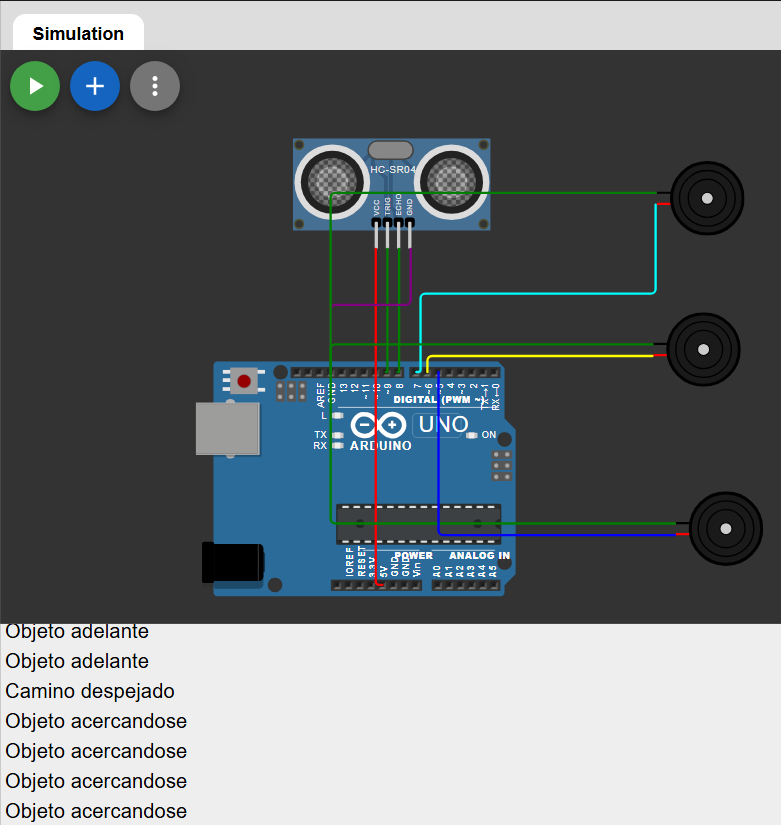 Simulation
HC-SR04
VCC
TRIG
ECHO
GND
AREF
GND
13
12
~11
~9
8
7
~6
~5
4
~3
2
TX→1
RX←0
DIGITAL (PWM ~)
L
TX
RX
UNO
ARDUINO
ON
POWER
ANALOG IN
IOREF
RESET
3.3V
5V
GND
GND
Vin
A0
A1
A2
A3
A4
A5
Objeto adelante
Objeto adelante
Camino despejado
Objeto acercandose
Objeto acercandose
Objeto acercandose
Objeto acercandose